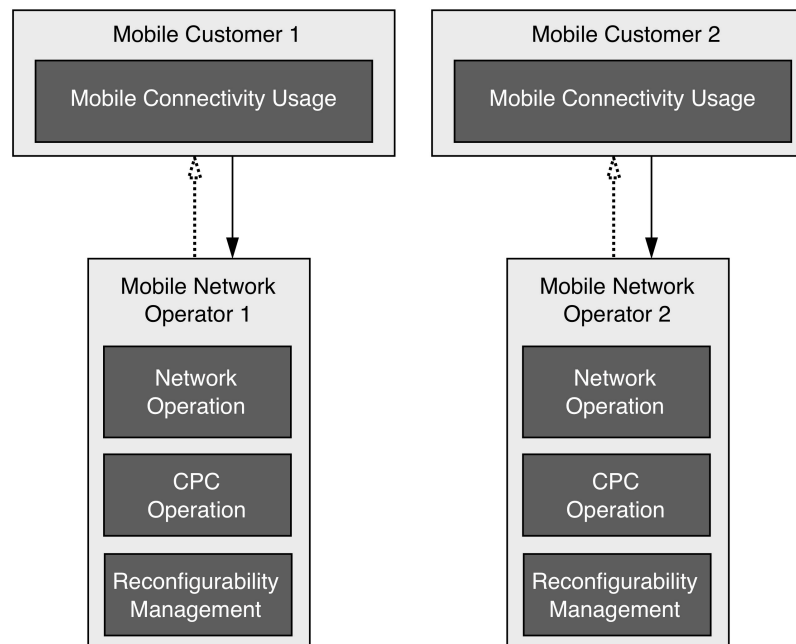 Mobile Customer 1
Mobile Connectivity Usage
Mobile Network
Operator 1
Network
Operation
CPC
Operation
Reconfigurability
Management
Mobile Customer 2
Mobile Connectivity Usage
Mobile Network
Operator 2
Network
Operation
CPC
Operation
Reconfigurability
Management